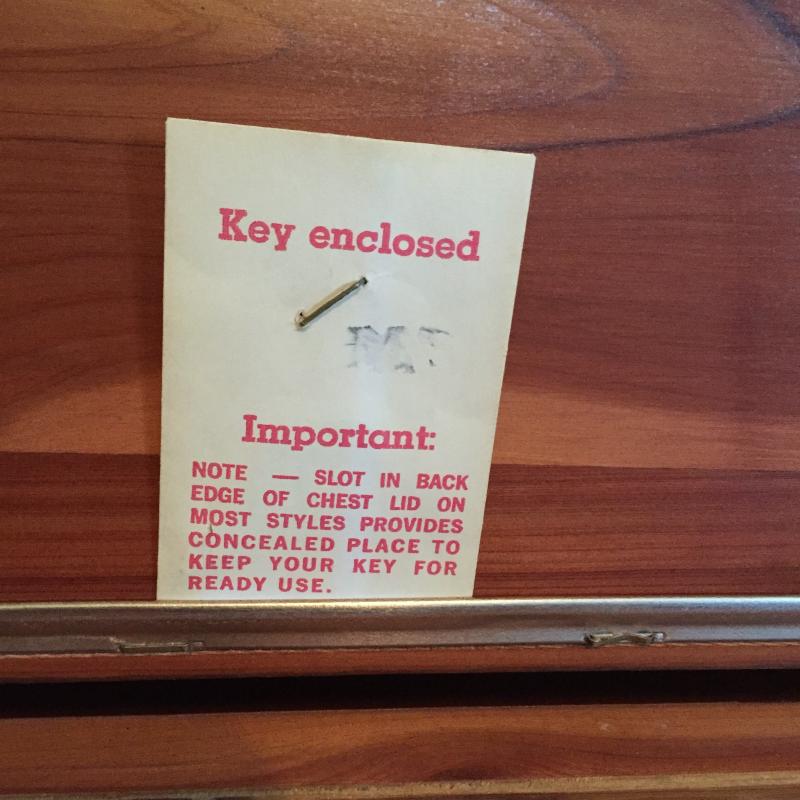 Key enclosed
Important:
NOTE — SLOT IN BACK
EDGE OF CHEST LID ON
MOST STYLES PROVIDES
CONCEALED PLACE TO
KEEP YOUR KEY FOR
READY USE.